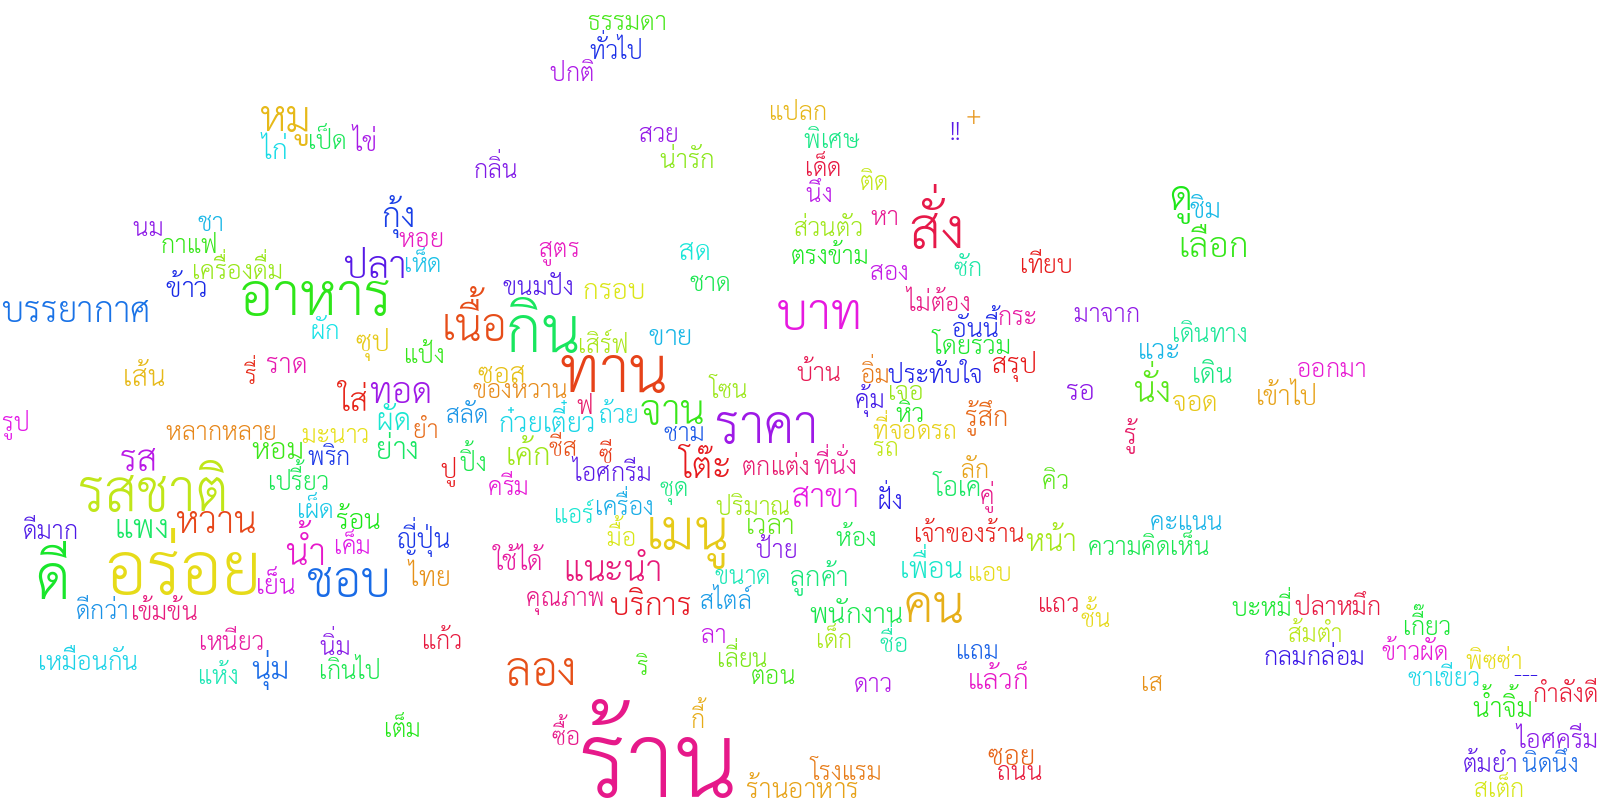 ธรรมดา
ทั่วไป
ปกติ
แปลก
+
หมู
สวย
พิเศษ
!!
ไก่
เป็ด
ไข่
น่ารัก
กลิ่น
เด็ด
นึง
ติด
ดู
ชิม
กุ้ง
นม
ชา
หา
สั่ง
ส่วนตัว
กาแฟ
หอย
สูตร
สด
ตรงข้าม
เลือก
เครื่องดื่ม
ปลา
เห็ด
สอง
ซัก
เทียบ
ข้าว
อาหาร
ขนมปัง
กรอบ
ชาด
บรรยากาศ
เนื้อ
กิน
บาท
ไม่ต้อง
กระ
มาจาก
ผัก
ซุป
แป้ง
เสิร์ฟ
ขาย
อันนี้
โดยรวม
เดินทาง
แวะ
เส้น
รี่
ราด
ซอส
ทาน
บ้าน
อิ่ม
ประทับใจ
สรุป
เดิน
ออกมา
ใส่
ทอด
ของหวาน
โซน
คุ้ม
เจอ
รอ
นั่ง
จอด
เข้าไป
รูป
ผัด
สลัด
ฟ
ถ้วย
จาน
ราคา
หิว
รู้สึก
หลากหลาย
มะนาว
ยำ
ก๋วยเตี๋ยว
ชาม
ที่จอดรถ
รู้
รส
หอม
พริก
ย่าง
ปิ้ง
เค้ก
ชีส
ซี
โต๊ะ
ตกแต่ง
ที่นั่ง
รถ
รสชาติ
เปรี้ยว
ปู
ครีม
ไอศกรีม
ชุด
สาขา
ฝั่ง
โอเค
ลัก
คู่
คิว
ดีมาก
แพง
หวาน
เผ็ด
ร้อน
แอร์
เครื่อง
ปริมาณ
เวลา
คะแนน
ดี
อร่อย
น้ำ
เค็ม
ญี่ปุ่น
ใช้ได้
มื้อ
เมนู
ป้าย
ห้อง
เจ้าของร้าน
หน้า
ความคิดเห็น
เย็น
ชอบ
ไทย
แนะนำ
ขนาด
ลูกค้า
เพื่อน
แอบ
ดีกว่า
เข้มข้น
คุณภาพ
บริการ
สไตล์
พนักงาน
คน
แถว
ชั้น
บะหมี่
ปลาหมึก
เหนียว
นิ่ม
แก้ว
ลา
เด็ก
ชื่อ
ส้มตำ
เกี๊ยว
เหมือนกัน
แห้ง
นุ่ม
เกินไป
ลอง
ริ
เลี่ยน
ตอน
แถม
กลมกล่อม
ข้าวผัด
พิซซ่า
ดาว
แล้วก็
เส
ชาเขียว
---
น้ำจิ้ม
กำลังดี
เต็ม
ซื้อ
ร้าน
กี้
ไอศครีม
โรงแรม
ร้านอาหาร
ซอย
ถนน
ต้มยำ
นิดนึง
สเต็ก